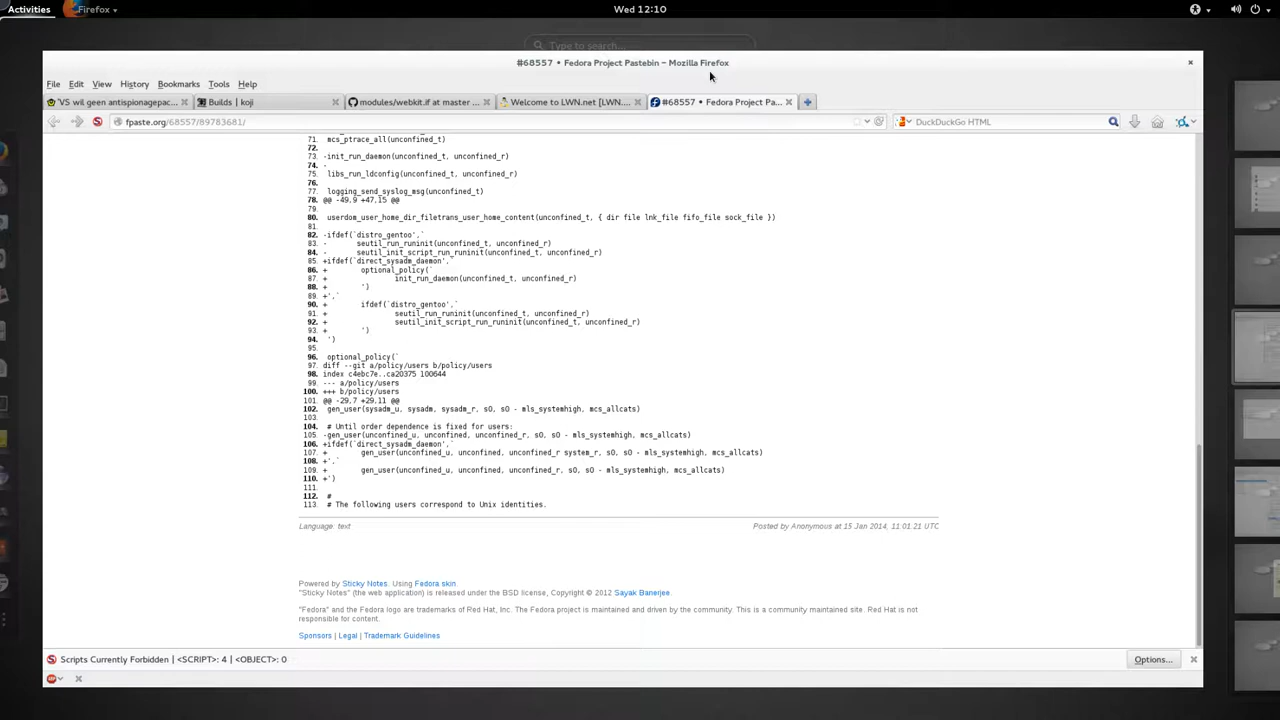 Activities Firefox Wed 12:10
Type to search...
#68557 • Fedora Project Pastebin – Mozilla Firefox
File Edit View History Bookmarks Tools Help
'VS wil geen antispionagepac... Builds | koji modules/webkit.if at master ... Welcome to LWN.net [LWN.... #68557 • Fedora Project Pa...
fpaste.org/68557/89783681/ DuckDuckGo HTML
71. mcs_ptrace_all(unconfined_t)
72.
73. -init_run_daemon(unconfined_t, unconfined_r)
74. -
75. libs_run_ldconfig(unconfined_t, unconfined_r)
76.
77. logging_send_syslog_msg(unconfined_t)
78. @@ -49,9 +47,15 @@
79.
80. userdom_user_home_dir_filetrans_user_home_content(unconfined_t, { dir file lnk_file fifo_file sock_file })
81.
82. -ifdef(`distro_gentoo',`
83. - seutil_run_runinit(unconfined_t, unconfined_r)
84. - seutil_init_script_run_runinit(unconfined_t, unconfined_r)
85. +ifdef(`direct_sysadm_daemon',`
86. + optional_policy(`
87. + init_run_daemon(unconfined_t, unconfined_r)
88. + ')
89. +',`
90. + ifdef(`distro_gentoo',`
91. + seutil_run_runinit(unconfined_t, unconfined_r)
92. + seutil_init_script_run_runinit(unconfined_t, unconfined_r)
93. + ')
94. ')
95.
96. optional_policy(`
97. diff --git a/policy/users b/policy/users
98. index c4ebc7e..ca20375 100644
99. --- a/policy/users
100. +++ b/policy/users
101. @@ -29,7 +29,11 @@
102. gen_user(sysadm_u, sysadm, sysadm_r, s0, s0 - mls_systemhigh, mcs_allcats)
103.
104. # Until order dependence is fixed for users:
105. -gen_user(unconfined_u, unconfined, unconfined_r, s0, s0 - mls_systemhigh, mcs_allcats)
106. +ifdef(`direct_sysadm_daemon',`
107. + gen_user(unconfined_u, unconfined, unconfined_r system_r, s0, s0 - mls_systemhigh, mcs_allcats)
108. +',`
109. + gen_user(unconfined_u, unconfined, unconfined_r, s0, s0 - mls_systemhigh, mcs_allcats)
110. +')
111.
112. #
113. # The following users correspond to Unix identities.
Language: text Posted by Anonymous at 15 Jan 2014, 11:01:21 UTC
Powered by Sticky Notes. Using Fedora skin.
"Sticky Notes" (the web application) is released under the BSD license, Copyright © 2012 Sayak Banerjee.
"Fedora" and the Fedora logo are trademarks of Red Hat, Inc. The Fedora project is maintained and driven by the community. This is a community maintained site. Red Hat is not
responsible for content.
Sponsors | Legal | Trademark Guidelines
Scripts Currently Forbidden | <SCRIPT>: 4 | <OBJECT>: 0 Options...